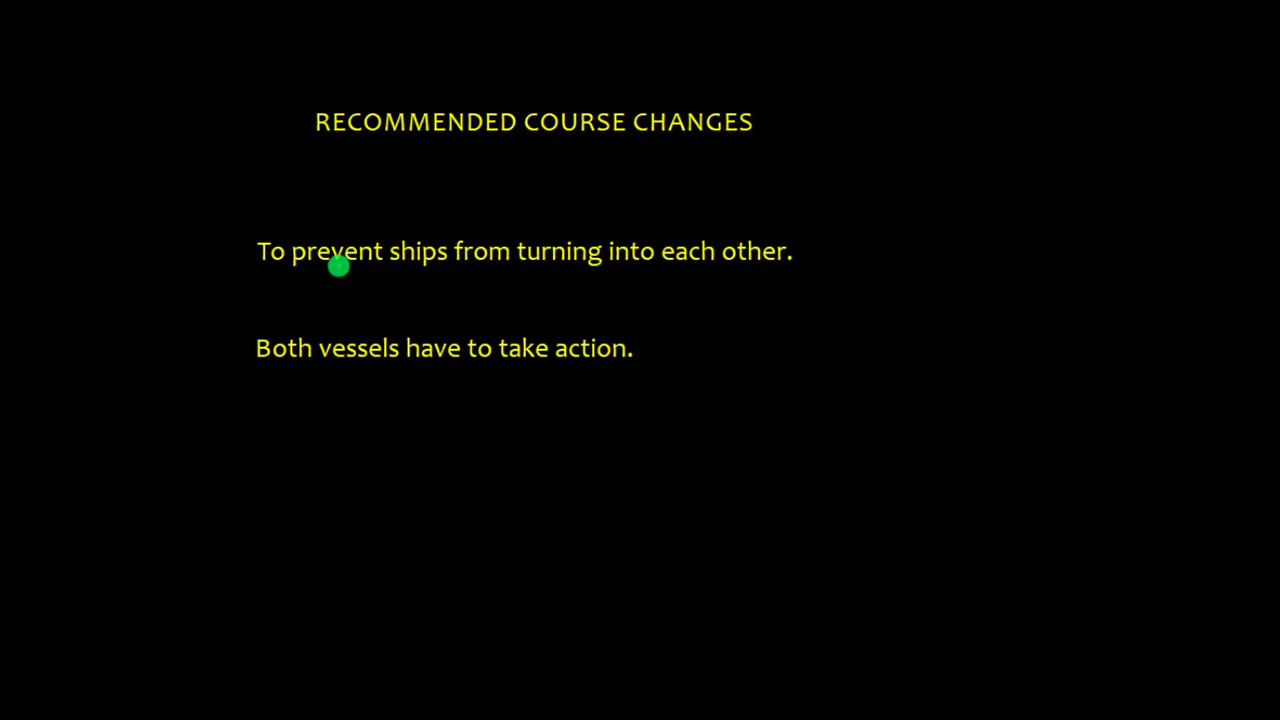 RECOMMENDED COURSE CHANGES
To prevent ships from turning into each other.
Both vessels have to take action.